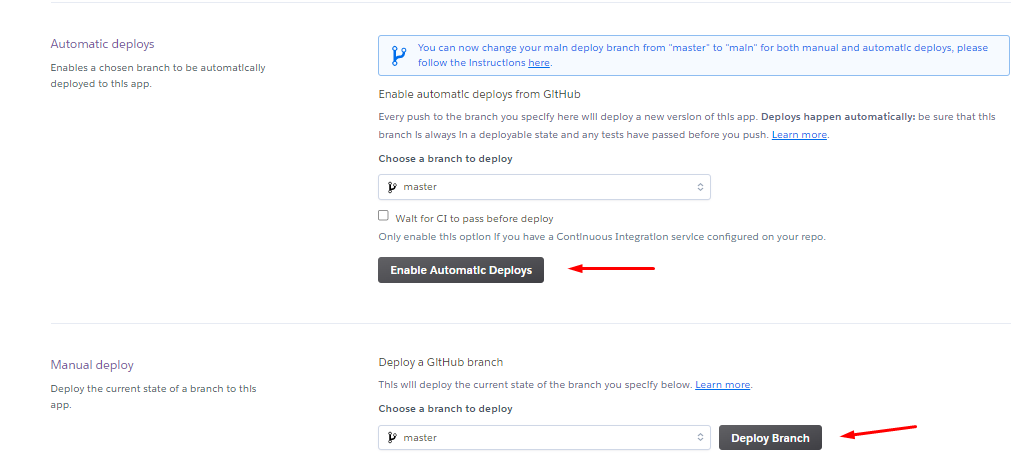 Automatic deploys
Enables a chosen branch to be automatically
deployed to this app.
You can now change your main deploy branch from "master" to "main" for both manual and automatic deploys, please
follow the instructions here.
Enable automatic deploys from GitHub
Every push to the branch you specify here will deploy a new version of this app. Deploys happen automatically: be sure that this
branch is always in a deployable state and any tests have passed before you push. Learn more.
Choose a branch to deploy
master
Wait for CI to pass before deploy
Only enable this option if you have a Continuous Integration service configured on your repo.
Enable Automatic Deploys
Manual deploy
Deploy the current state of a branch to this
app.
Deploy a GitHub branch
This will deploy the current state of the branch you specify below. Learn more.
Choose a branch to deploy
master
Deploy Branch